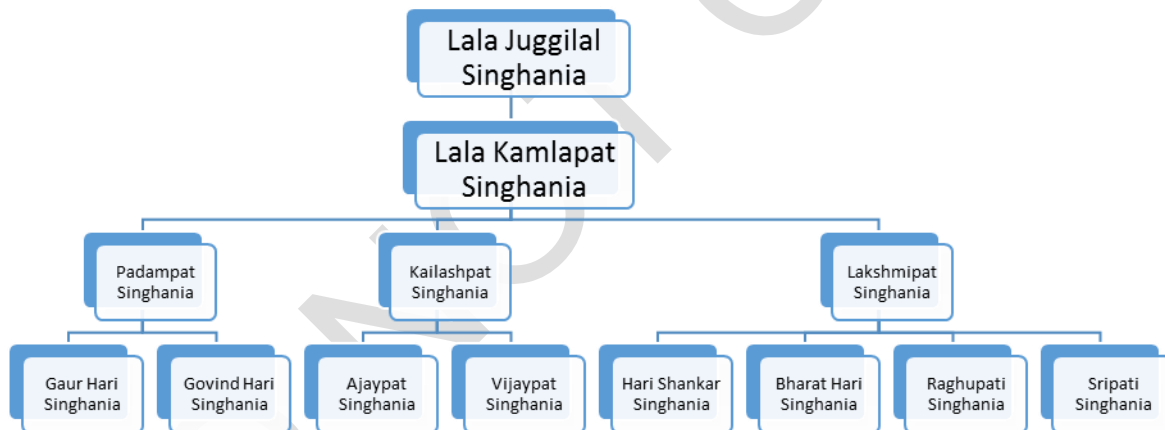 Lala Juggilal
Singhania
Lala Kamlapat
Singhania
Padampat
Singhania
Kailashpat
Singhania
Lakshmipat
Singhania
Gaur Hari
Singhania
Govind Hari
Singhania
Ajaypat
Singhania
Vijaypat
Singhania
Hari Shankar
Singhania
Bharat Hari
Singhania
Raghupati
Singhania
Sripati
Singhania